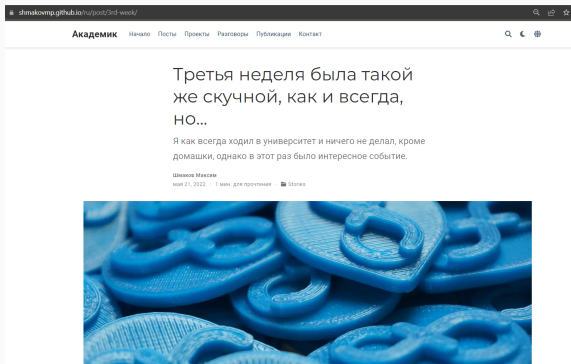 shmakovmp.github.io/ru/post/3rd-week/
Академик Начало Посты Проекты Разговоры Публикации Контакт
Третья неделя была такой
же скучной, как и всегда,
но...
Я как всегда ходил в университет и ничего не делал, кроме
домашки, однако в этот раз было интересное событие.
Шмаков Максим
мая 21, 2022 · 1 мин. для прочтения · Stories